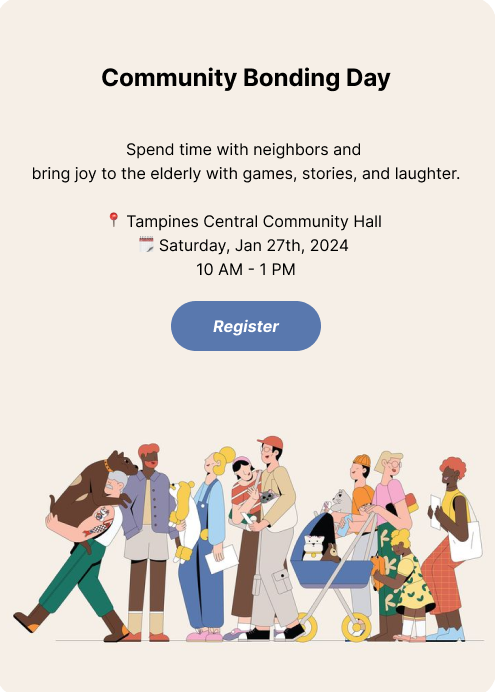 Community Bonding Day
Spend time with neighbors and
bring joy to the elderly with games, stories, and laughter.
📍 Tampines Central Community Hall
🗓️ Saturday, Jan 27th, 2024
10 AM - 1 PM
Register